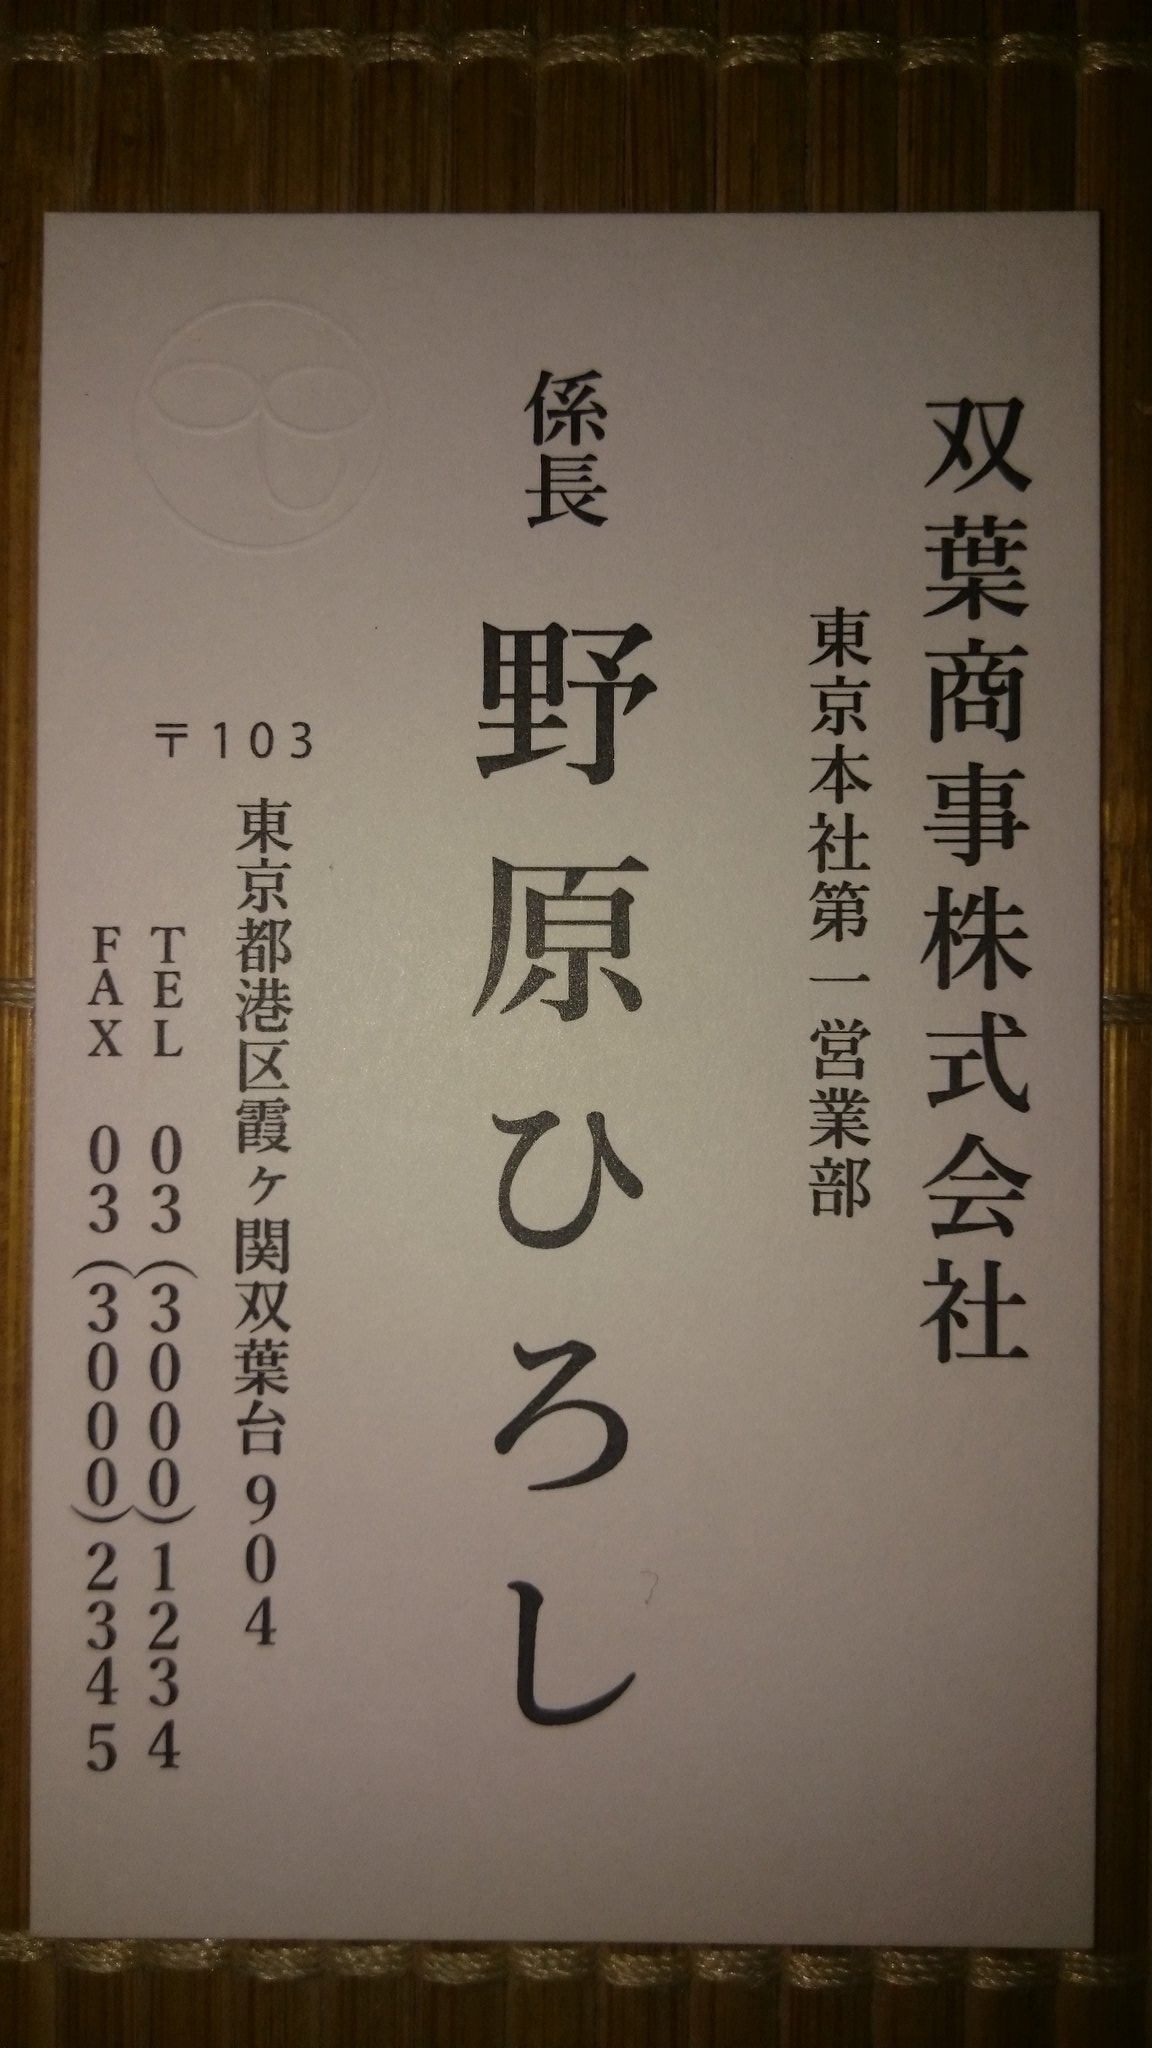 双葉商事株式会社
東京本社第一営業部
係長 野原ひろし
〒103
東京都港区霞ヶ関双葉台904
TEL 03(3000)1234
FAX 03(3000)2345